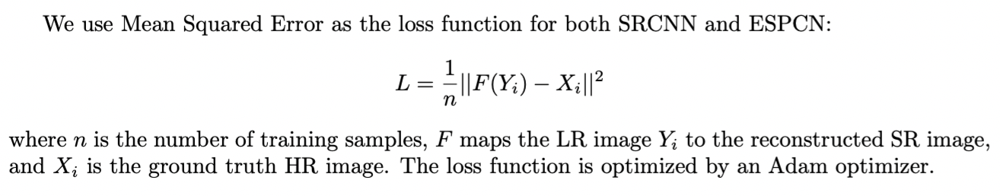 We use Mean Squared Error as the loss function for both SRCNN and ESPCN:
L = \frac{1}{n} ||F(Y_i) − X_i||^2
where n is the number of training samples, F maps the LR image Y_i to the reconstructed SR image,
and X_i is the ground truth HR image. The loss function is optimized by an Adam optimizer.